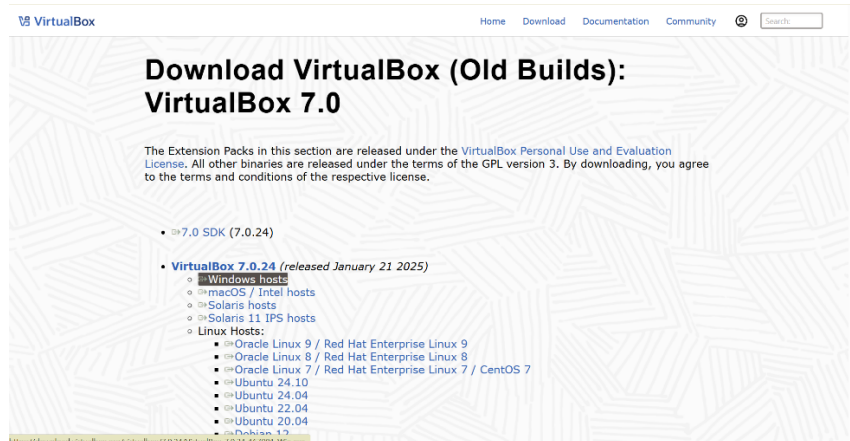 VirtualBox
Home Download Documentation Community Search:
Download VirtualBox (Old Builds):
VirtualBox 7.0
The Extension Packs in this section are released under the VirtualBox Personal Use and Evaluation
License. All other binaries are released under the terms of the GPL version 3. By downloading, you agree
to the terms and conditions of the respective license.
7.0 SDK (7.0.24)
VirtualBox 7.0.24 (released January 21 2025)
Windows hosts
macOS / Intel hosts
Solaris hosts
Solaris 11 IPS hosts
Linux Hosts:
Oracle Linux 9 / Red Hat Enterprise Linux 9
Oracle Linux 8 / Red Hat Enterprise Linux 8
Oracle Linux 7 / Red Hat Enterprise Linux 7 / CentOS 7
Ubuntu 24.10
Ubuntu 24.04
Ubuntu 22.04
Ubuntu 20.04
Debian 12